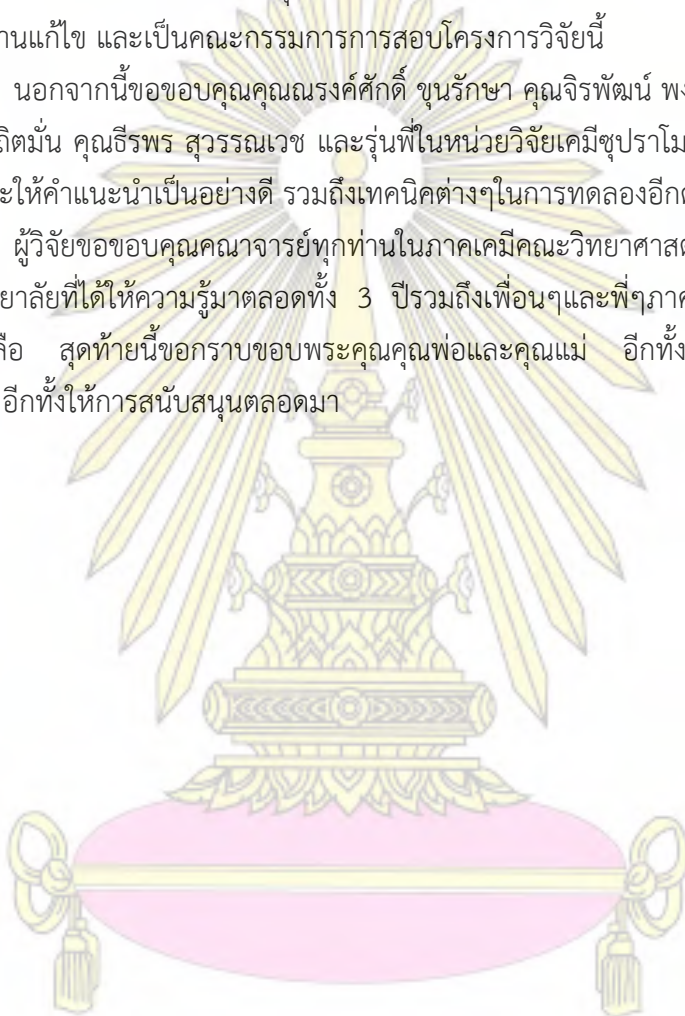 านแก้ไข และเป็นคณะกรรมการการสอบโครงการวิจัยนี้
นอกจากนี้ขอขอบคุณคุณณรงค์ศักดิ์ ขุนรักษา คุณจิรพัฒน์ พง
ถิตมั่น คุณธีรพร สุวรรณเวช และรุ่นพี่ในหน่วยวิจัยเคมีซุปราโม
ะให้คำแนะนำเป็นอย่างดี รวมถึงเทคนิคต่างๆในการทดลองอีก
ผู้วิจัยขอขอบคุณคณาจารย์ทุกท่านในภาคเคมีคณะวิทยาศาส
ยาลัยที่ได้ให้ความรู้มาตลอดทั้ง 3 ปีรวมถึงเพื่อนๆและพี่ๆภาค
ลือ สุดท้ายนี้ขอกราบขอบพระคุณคุณพ่อและคุณแม่ อีกทั้ง
อีกทั้งให้การสนับสนุนตลอดมา